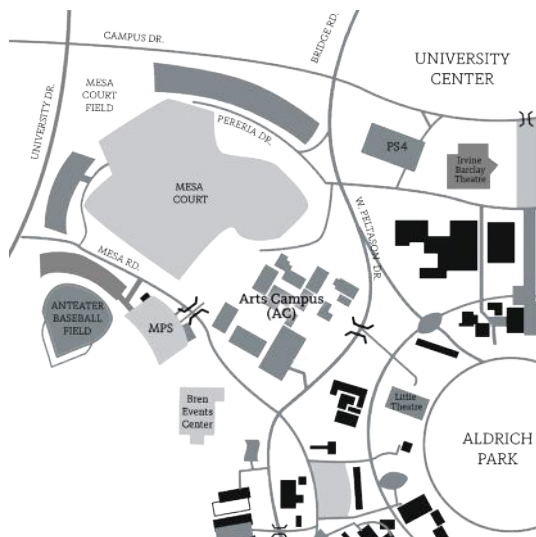 CAMPUS DR.
BRIDGE RD.
UNIVERSITY
CENTER
MESA
COURT
FIELD
UNIVERSITY DR.
PERERIA DR.
PS4
Irvine
Barclay
Theatre
MESA
COURT
W. PELTASON DR.
MESA RD.
Arts Campus
(AC)
ANTEATER
BASEBALL
FIELD
MPS
Bren
Events
Center
Little
Theatre
ALDRICH
PARK